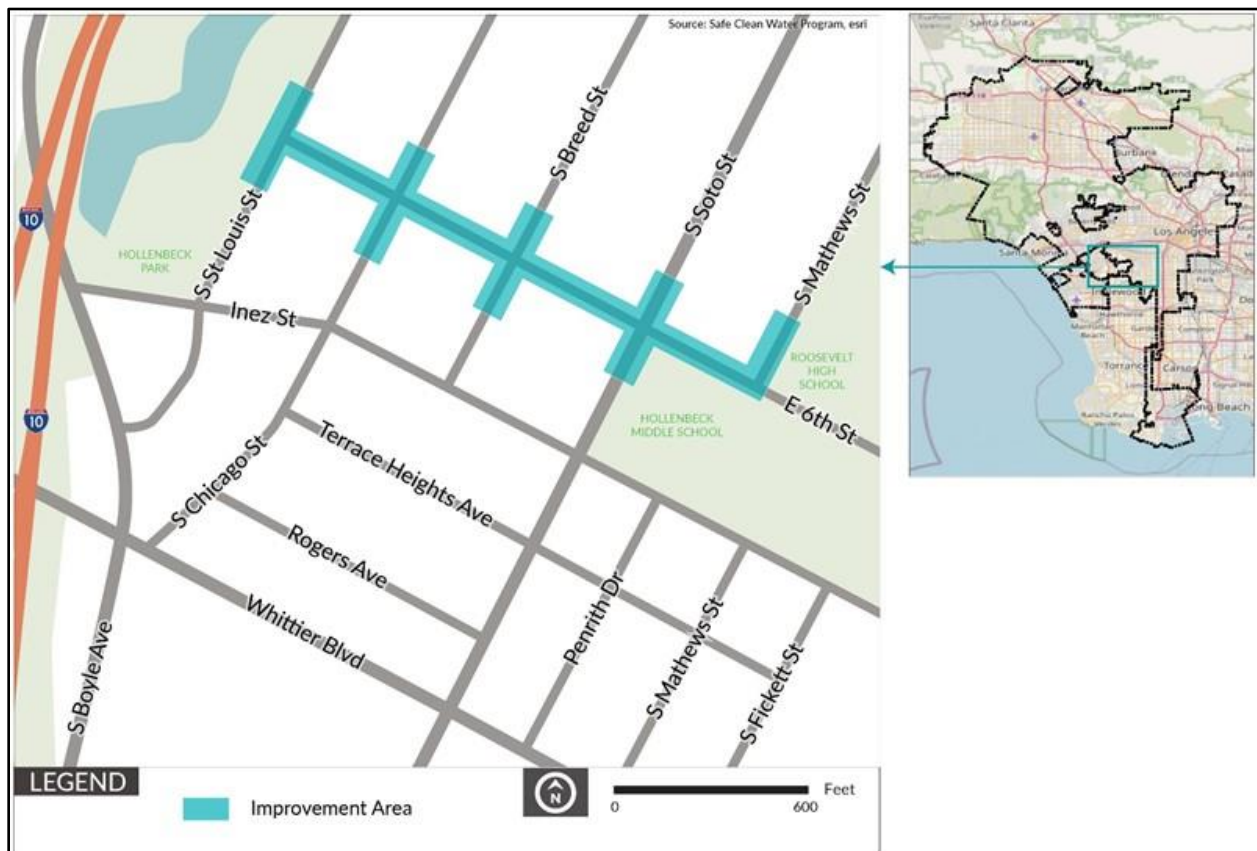 Source: Safe Clean Water Program, esri
S Breed St
S Soto St
S Mathews St
S St Louis St
10
HOLLENBECK
PARK
Inez St
ROOSEVELT
HIGH
SCHOOL
E 6th St
HOLLENBECK
MIDDLE SCHOOL
10
Terrace Heights Ave
S Chicago St
Rogers Ave
Whittier Blvd
Penrith Dr
S Mathews St
S Fickett St
S Boyle Ave
LEGEND
Improvement Area
N
Feet
0
600
Santa Clarita
Burbank
Los Angeles
Santa Monica
Torrance
Carson
Long Beach